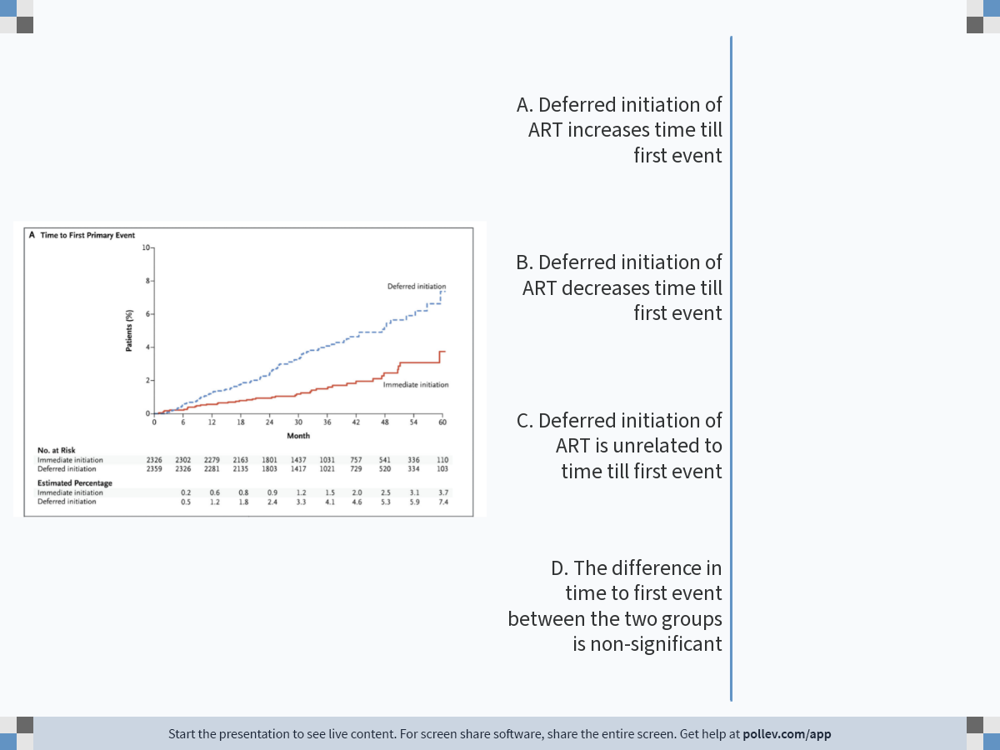 A. Deferred initiation of
ART increases time till
first event
A Time to First Primary Event
10
8
6
4
2
0
Patients (%)
Deferred initiation
Immediate initiation
0 6 12 18 24 30 36 42 48 54 60
Month
No. at Risk
Immediate initiation 2326 2302 2279 2163 1801 1437 1031 757 541 336 110
Deferred initiation 2359 2326 2281 2135 1803 1417 1021 729 520 334 103
Estimated Percentage
Immediate initiation 0.2 0.6 0.8 0.9 1.2 1.5 2.0 2.5 3.1 3.7
Deferred initiation 0.5 1.2 1.8 2.4 3.3 4.1 4.6 5.3 5.9 7.4
B. Deferred initiation of
ART decreases time till
first event
C. Deferred initiation of
ART is unrelated to
time till first event
D. The difference in
time to first event
between the two groups
is non-significant
Start the presentation to see live content. For screen share software, share the entire screen. Get help at pollev.com/app